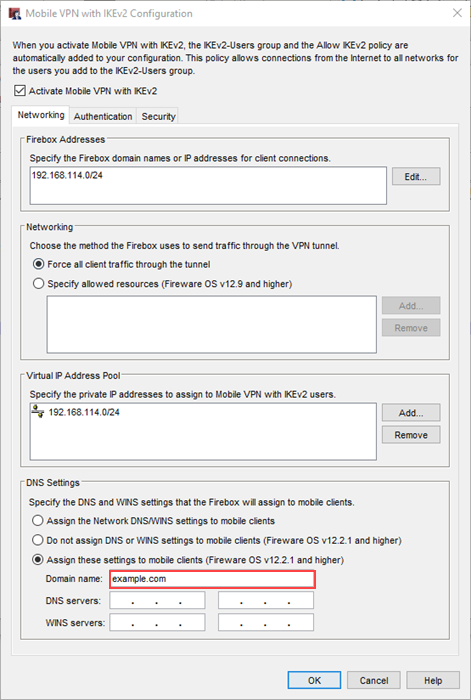 Mobile VPN with IKEv2 Configuration
When you activate Mobile VPN with IKEv2, the IKEv2-Users group and the Allow IKEv2 policy are
automatically added to your configuration. This policy allows connections from the Internet to all networks for
the users you add to the IKEv2-Users group.
Activate Mobile VPN with IKEv2
Networking Authentication Security
Firebox Addresses
Specify the Firebox domain names or IP addresses for client connections.
192.168.114.0/24 Edit...
Networking
Choose the method the Firebox uses to send traffic through the VPN tunnel.
Force all client traffic through the tunnel
Specify allowed resources (Fireware OS v12.9 and higher)
Add...
Remove
Virtual IP Address Pool
Specify the private IP addresses to assign to Mobile VPN with IKEv2 users.
192.168.114.0/24 Add...
Remove
DNS Settings
Specify the DNS and WINS settings that the Firebox will assign to mobile clients.
Assign the Network DNS/WINS settings to mobile clients
Do not assign DNS or WINS settings to mobile clients (Fireware OS v12.2.1 and higher)
Assign these settings to mobile clients (Fireware OS v12.2.1 and higher)
Domain name: example.com
DNS servers: . . . . . .
WINS servers: . . . . . .
OK Cancel Help